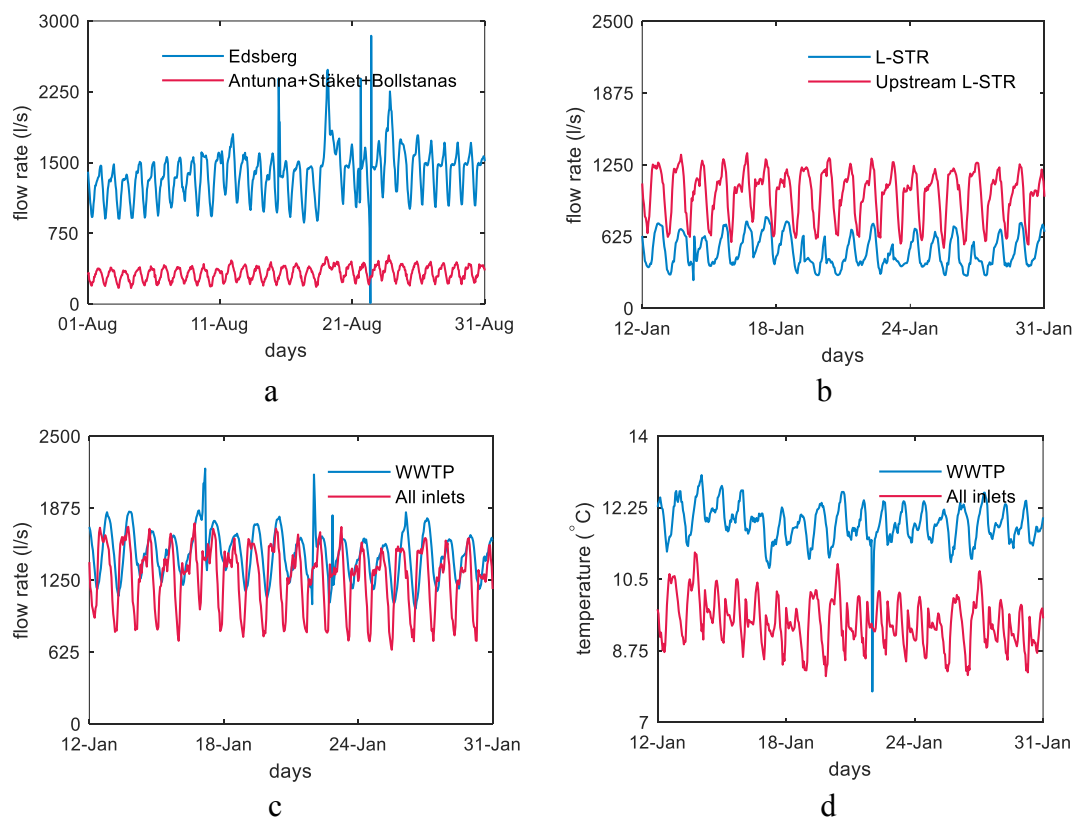 3000
2250
1500
750
0
flow rate (l/s)
Edsberg
Antunna+Stäket+Bollstanas
01-Aug
11-Aug
21-Aug
31-Aug
days
a
2500
1875
1250
625
0
flow rate (l/s)
L-STR
Upstream L-STR
12-Jan
18-Jan
24-Jan
31-Jan
days
b
2500
1875
1250
625
0
flow rate (l/s)
WWTP
All inlets
12-Jan
18-Jan
24-Jan
31-Jan
days
c
14
12.25
10.5
8.75
7
temperature (°C)
WWTP
All inlets
12-Jan
18-Jan
24-Jan
31-Jan
days
d